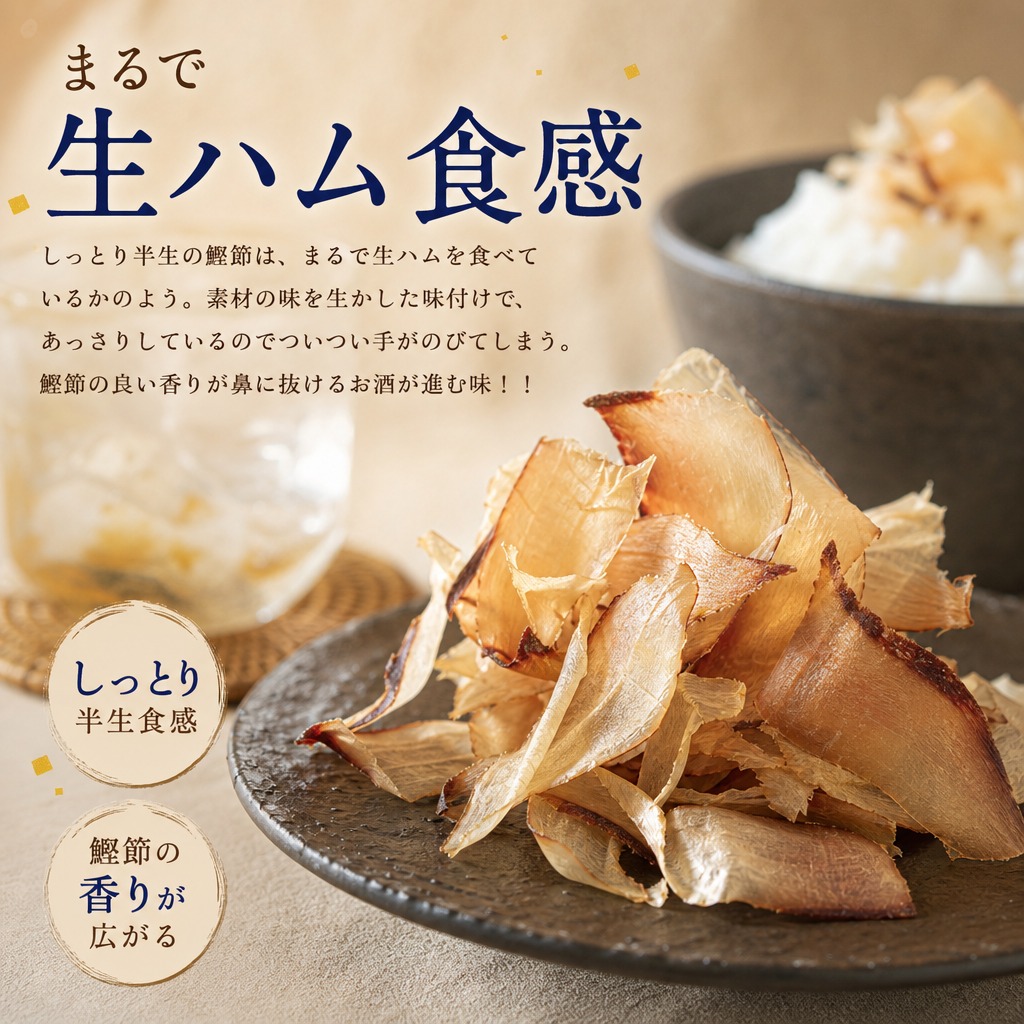 まるで
生ハム食感
しっとり半生の鰹節は、まるで生ハムを食べて
いるかのよう。素材の味を生かした味付けで、
あっさりしているのでついつい手がのびてしまう。
鰹節の良い香りが鼻に抜けるお酒が進む味！！
しっとり
半生食感
鰹節の
香りが
広がる